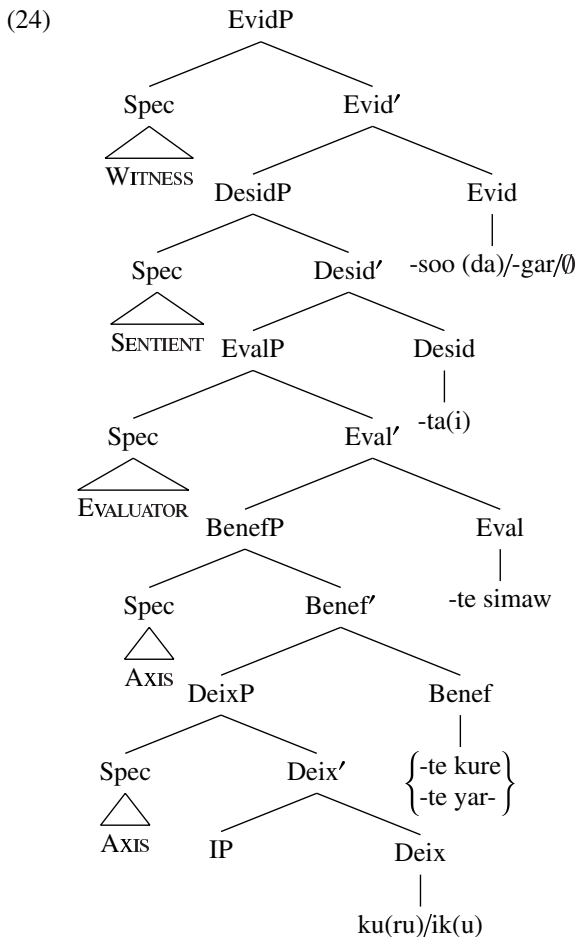 (24) EvidP
Spec Evid′
WITNESS
DesidP Evid
-soo (da)/-gar/∅
Spec Desid′
SENTIENT
EvalP Desid
-ta(i)
Spec Eval′
EVALUATOR
BenefP Eval
-te simaw
Spec Benef′
AXIS
DeixP Benef
-te kure
-te yar-
Spec Deix′
AXIS
IP Deix
ku(ru)/ik(u)